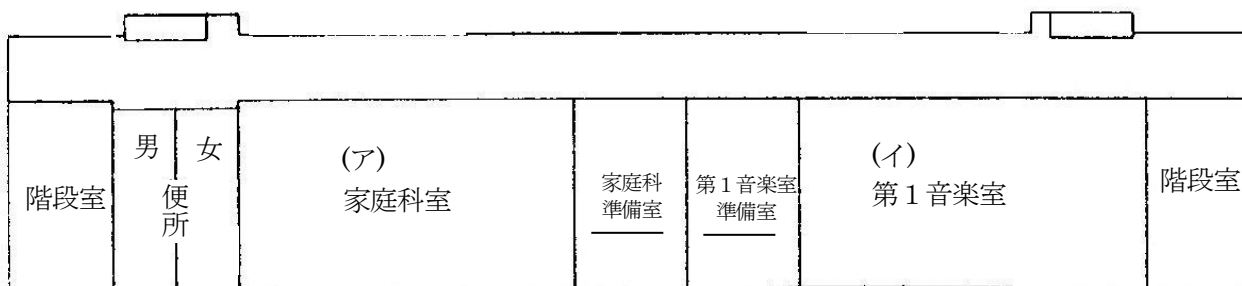 階段室
男 女
便所
(ア)
家庭科室
家庭科
準備室
第１音楽室
準備室
(イ)
第１音楽室
階段室